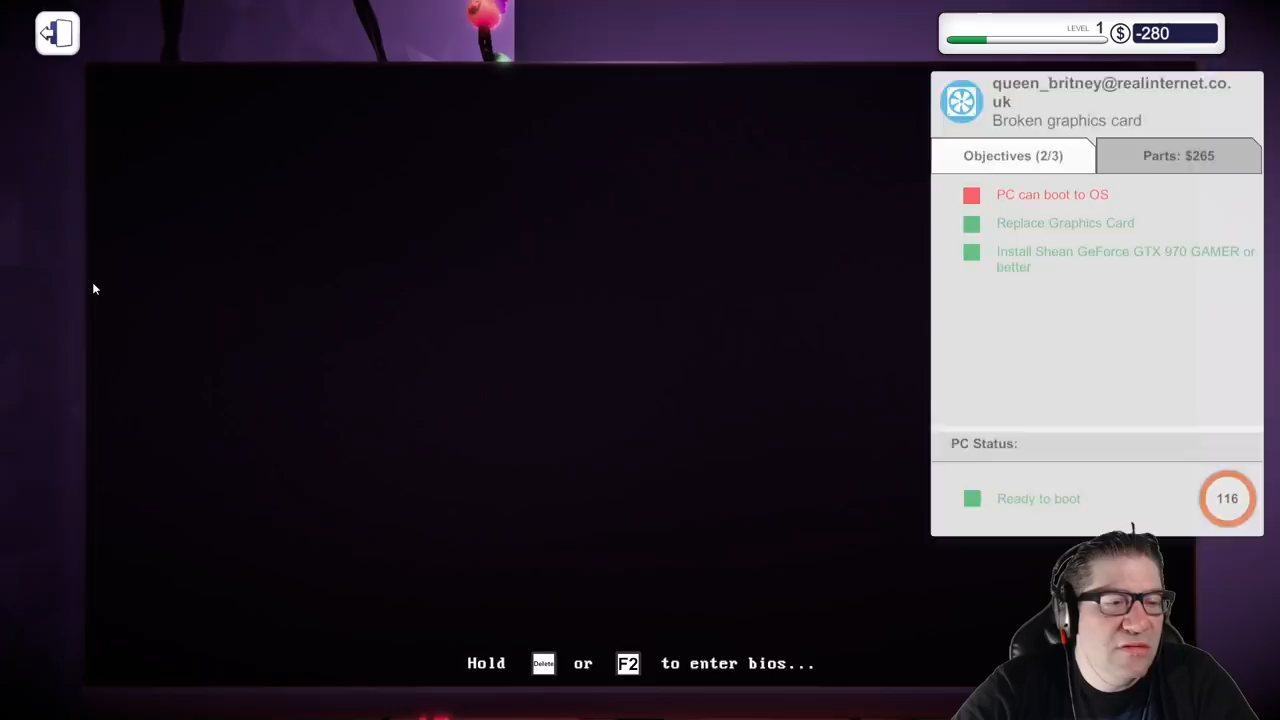 LEVEL 1 $ -280
queen_britney@realinternet.co.
uk
Broken graphics card
Objectives (2/3) Parts: $265
PC can boot to OS
Replace Graphics Card
Install Shean GeForce GTX 970 GAMER or
better
PC Status:
Ready to boot 116
Hold Delete or F2 to enter bios...